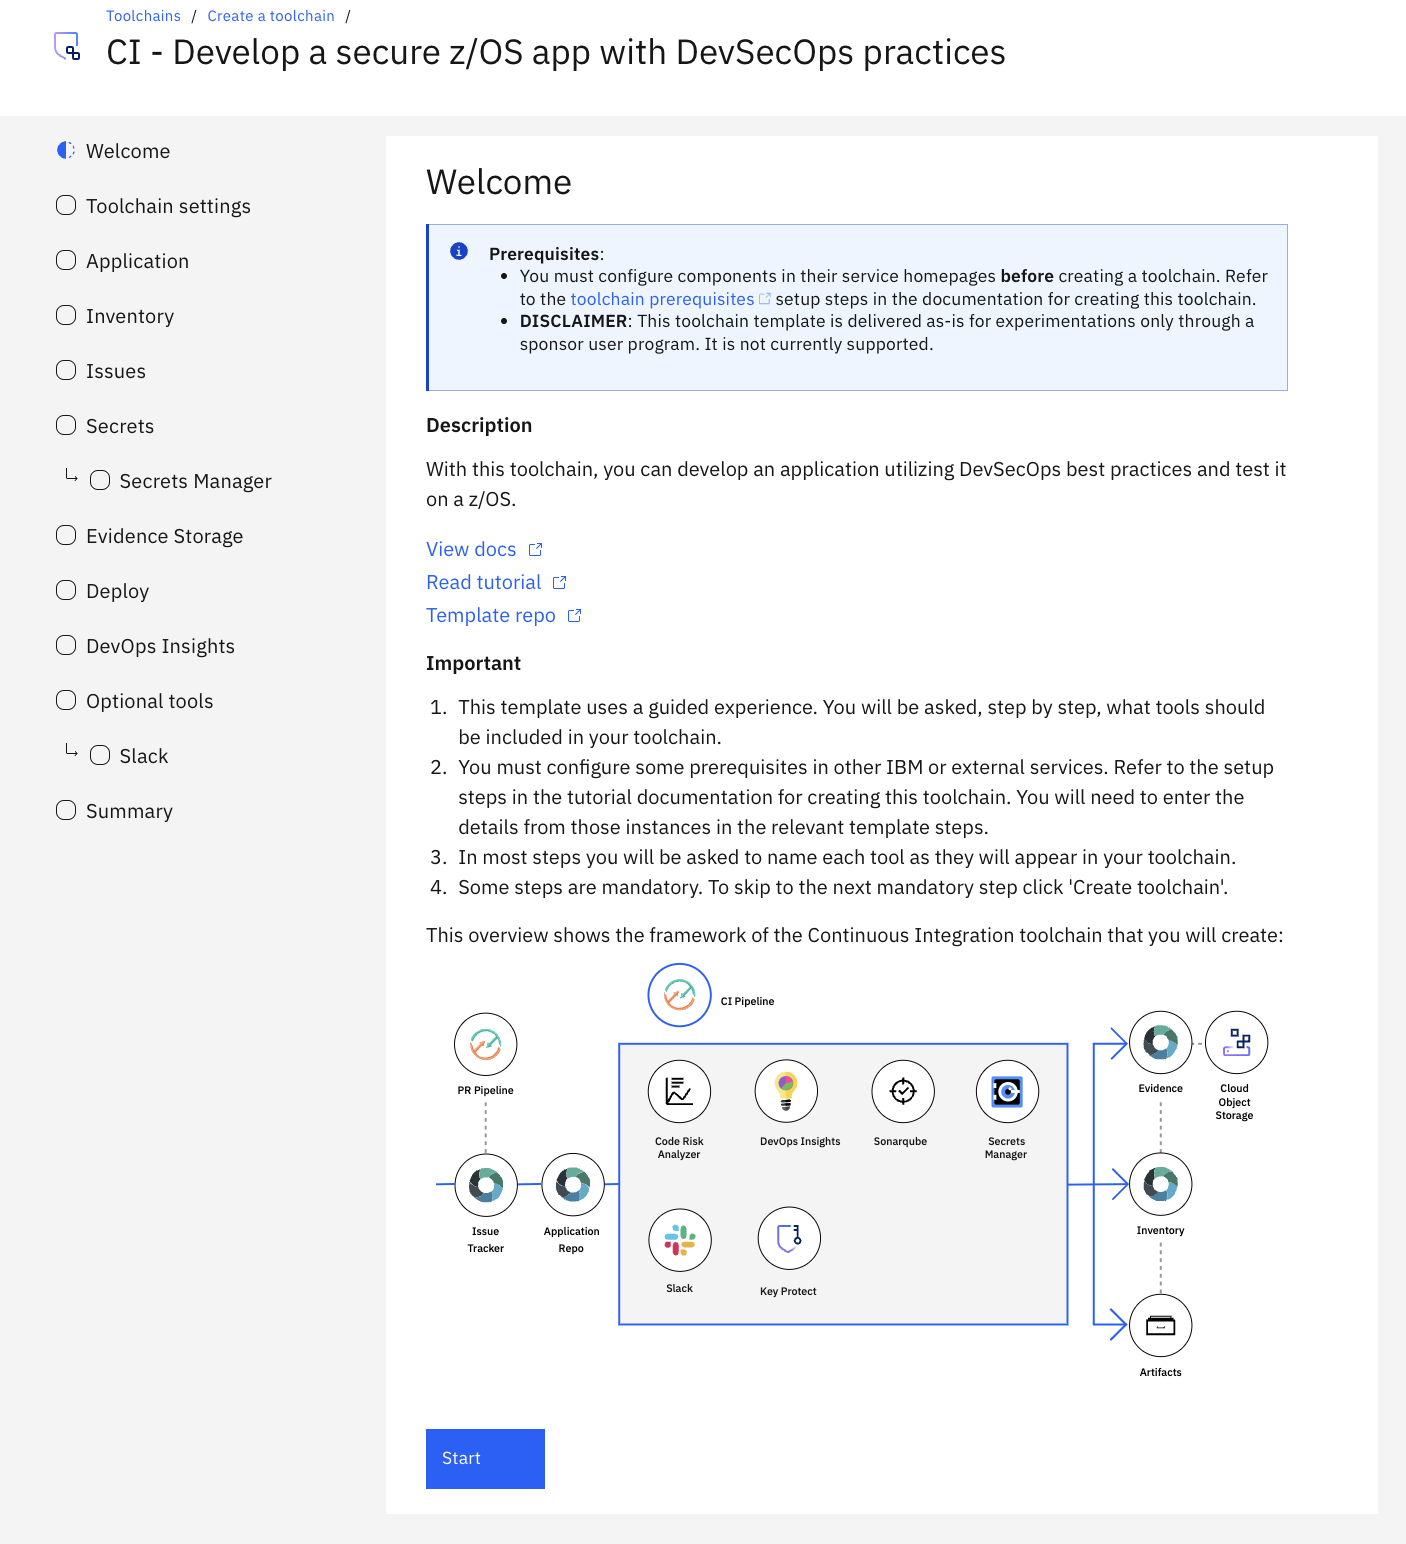 Toolchains / Create a toolchain /
CI - Develop a secure z/OS app with DevSecOps practices
Welcome
Toolchain settings
Application
Inventory
Issues
Secrets
Secrets Manager
Evidence Storage
Deploy
DevOps Insights
Optional tools
Slack
Summary
Welcome
Prerequisites:
• You must configure components in their service homepages before creating a toolchain. Refer
to the toolchain prerequisites setup steps in the documentation for creating this toolchain.
• DISCLAIMER: This toolchain template is delivered as-is for experimentations only through a
sponsor user program. It is not currently supported.
Description
With this toolchain, you can develop an application utilizing DevSecOps best practices and test it
on a z/OS.
View docs
Read tutorial
Template repo
Important
1. This template uses a guided experience. You will be asked, step by step, what tools should
be included in your toolchain.
2. You must configure some prerequisites in other IBM or external services. Refer to the setup
steps in the tutorial documentation for creating this toolchain. You will need to enter the
details from those instances in the relevant template steps.
3. In most steps you will be asked to name each tool as they will appear in your toolchain.
4. Some steps are mandatory. To skip to the next mandatory step click 'Create toolchain'.
This overview shows the framework of the Continuous Integration toolchain that you will create:
CI Pipeline
PR Pipeline
Issue
Tracker
Application
Repo
Code Risk
Analyzer
DevOps Insights
Sonarqube
Secrets
Manager
Slack
Key Protect
Evidence
Cloud
Object
Storage
Inventory
Artifacts
Start